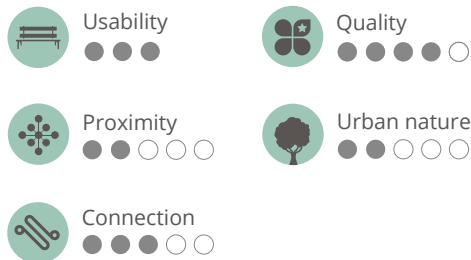 Usability
Quality
Proximity
Urban nature
Connection